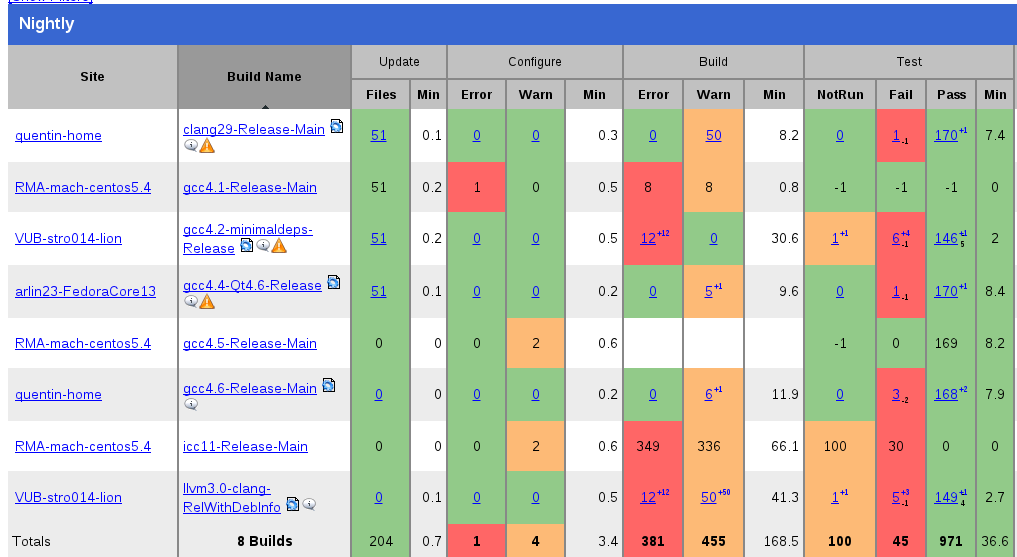 [Show Filters]
Nightly
Site Build Name Update Configure Build Test
Files Min Error Warn Min Error Warn Min NotRun Fail Pass Min
quentin-home clang29-Release-Main 51 0.1 0 0 0.3 0 50 8.2 0 1 -1 170 +1 7.4
RMA-mach-centos5.4 gcc4.1-Release-Main 51 0.2 1 0 0.5 8 8 0.8 -1 -1 -1 0
VUB-stro014-lion gcc4.2-minimaldeps-
Release 51 0.2 0 0 0.5 12 +12 0 30.6 1 +1 6 +4 -1 146 +1 5 2
arlin23-FedoraCore13 gcc4.4-Qt4.6-Release 51 0.1 0 0 0.2 0 5 +1 9.6 0 1 -1 170 +1 8.4
RMA-mach-centos5.4 gcc4.5-Release-Main 0 0 0 2 0.6 -1 0 169 8.2
quentin-home gcc4.6-Release-Main 0 0 0 0 0.2 0 6 +1 11.9 0 3 -2 168 +2 7.9
RMA-mach-centos5.4 icc11-Release-Main 0 0 0 2 0.6 349 336 66.1 100 30 0 0
VUB-stro014-lion llvm3.0-clang-
RelWithDebInfo 0 0.1 0 0 0.5 12 +12 50 +50 41.3 1 +1 5 +3 -1 149 +1 4 2.7
Totals 8 Builds 204 0.7 1 4 3.4 381 455 168.5 100 45 971 36.6